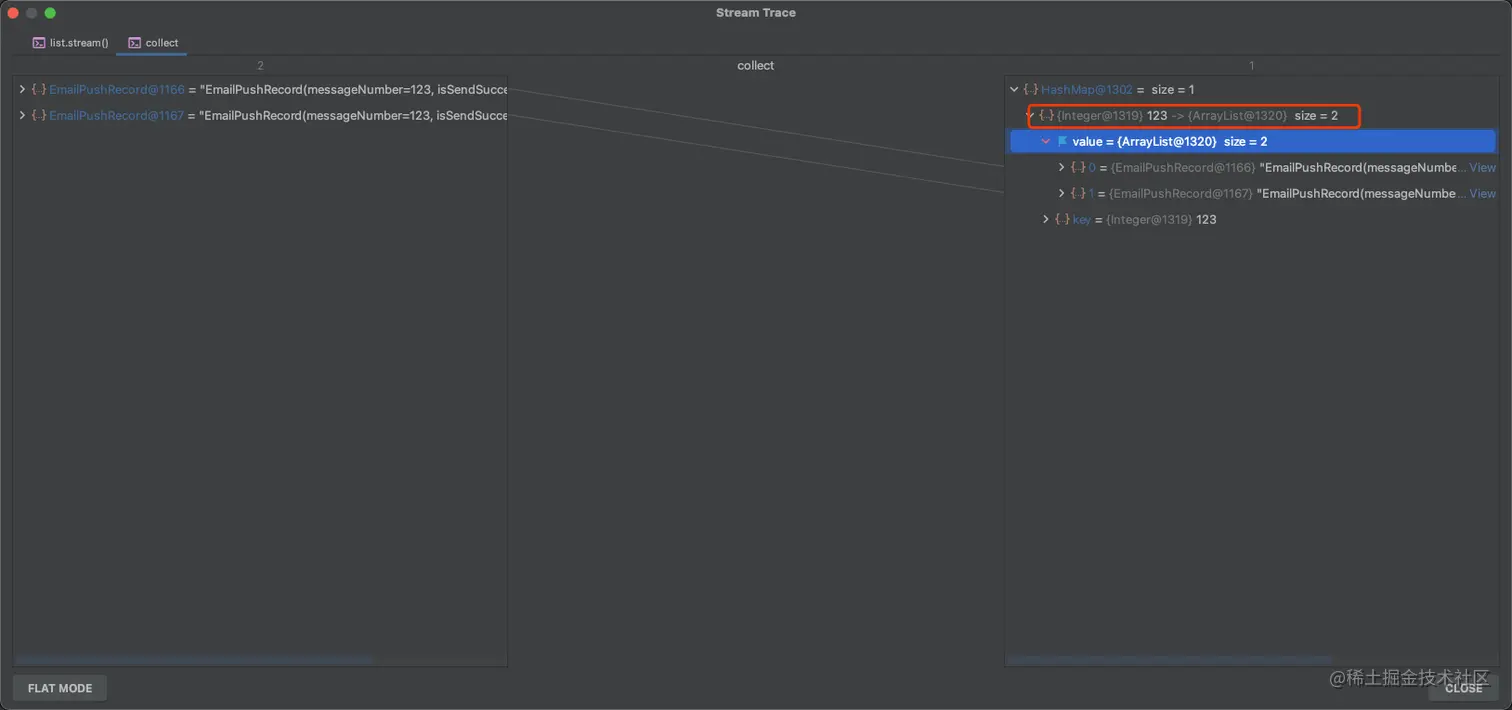 Stream Trace
list.stream()
collect
2
collect
1
{..} EmailPushRecord@1166 = "EmailPushRecord(messageNumber=123, isSendSucce
{..} EmailPushRecord@1167 = "EmailPushRecord(messageNumber=123, isSendSucce
{..} HashMap@1302 = size = 1
{..} {Integer@1319} 123 -> {ArrayList@1320} size = 2
value = {ArrayList@1320} size = 2
{..} 0 = {EmailPushRecord@1166} "EmailPushRecord(messageNumbe... View
{..} 1 = {EmailPushRecord@1167} "EmailPushRecord(messageNumbe... View
{..} key = {Integer@1319} 123
FLAT MODE
@稀土掘金技术社区
CLOSE